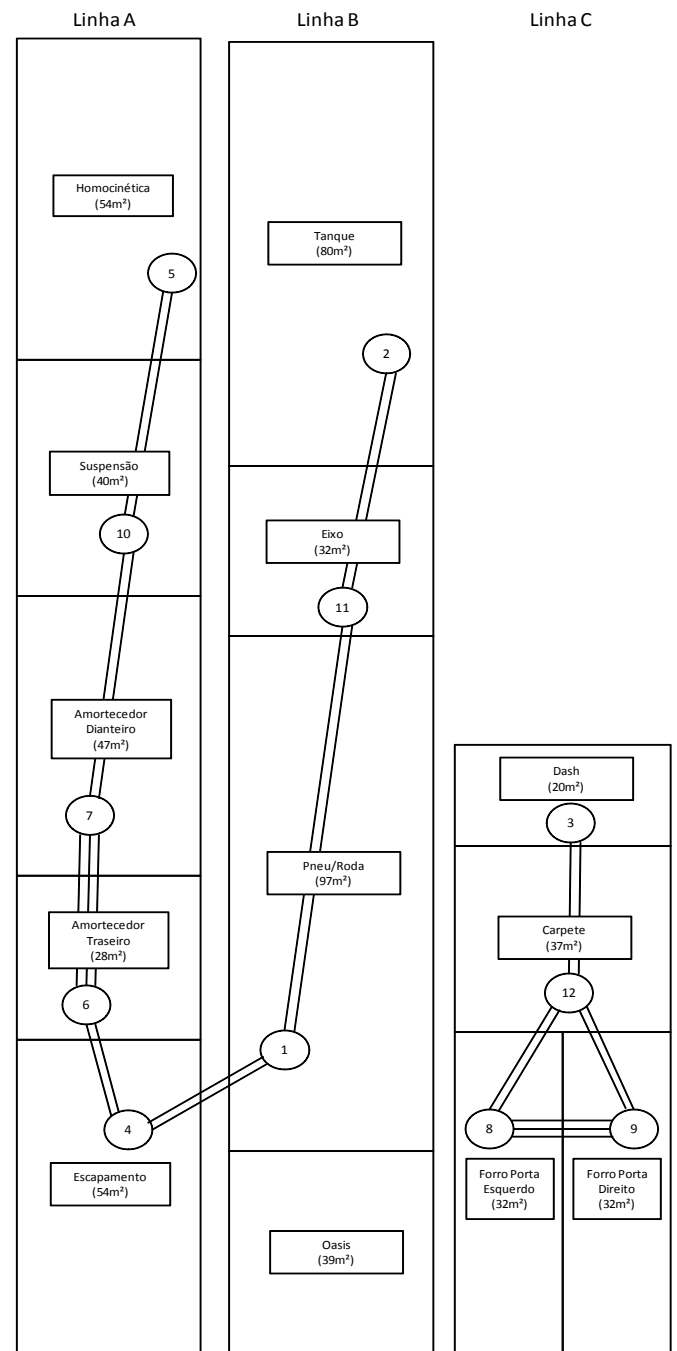 Linha A
Linha B
Linha C
Homocinética
(54m²)
5
Suspensão
(40m²)
10
Amortecedor
Dianteiro
(47m²)
7
Amortecedor
Traseiro
(28m²)
6
4
Escapamento
(54m²)
Tanque
(80m²)
2
Eixo
(32m²)
11
Pneu/Roda
(97m²)
1
Oasis
(39m²)
Dash
(20m²)
3
Carpete
(37m²)
12
8
9
Forro Porta
Esquerdo
(32m²)
Forro Porta
Direito
(32m²)